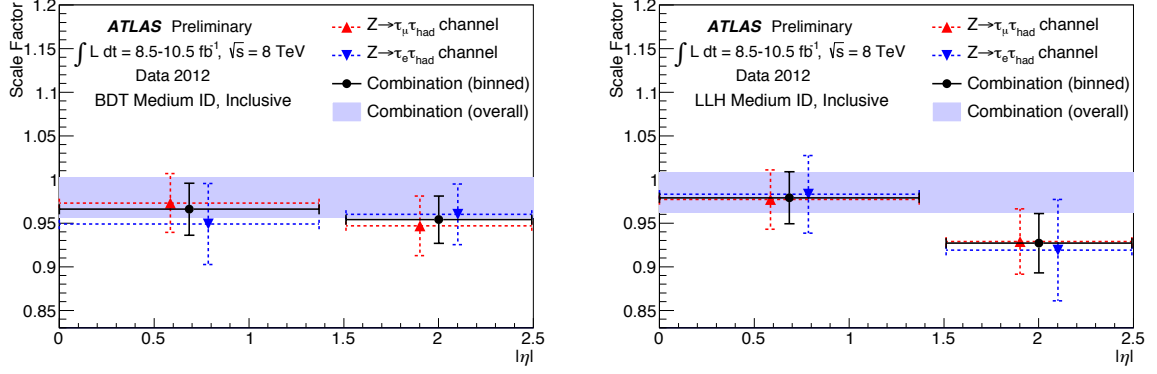 Scale Factor
1.2
1.15
1.1
1.05
1
0.95
0.9
0.85
ATLAS Preliminary
∫ L dt = 8.5-10.5 fb⁻¹, √s = 8 TeV
Data 2012
BDT Medium ID, Inclusive
Z→τμτhad channel
Z→τeτhad channel
Combination (binned)
Combination (overall)
0 0.5 1 1.5 2 2.5
|η|
Scale Factor
1.2
1.15
1.1
1.05
1
0.95
0.9
0.85
ATLAS Preliminary
∫ L dt = 8.5-10.5 fb⁻¹, √s = 8 TeV
Data 2012
LLH Medium ID, Inclusive
Z→τμτhad channel
Z→τeτhad channel
Combination (binned)
Combination (overall)
0 0.5 1 1.5 2 2.5
|η|